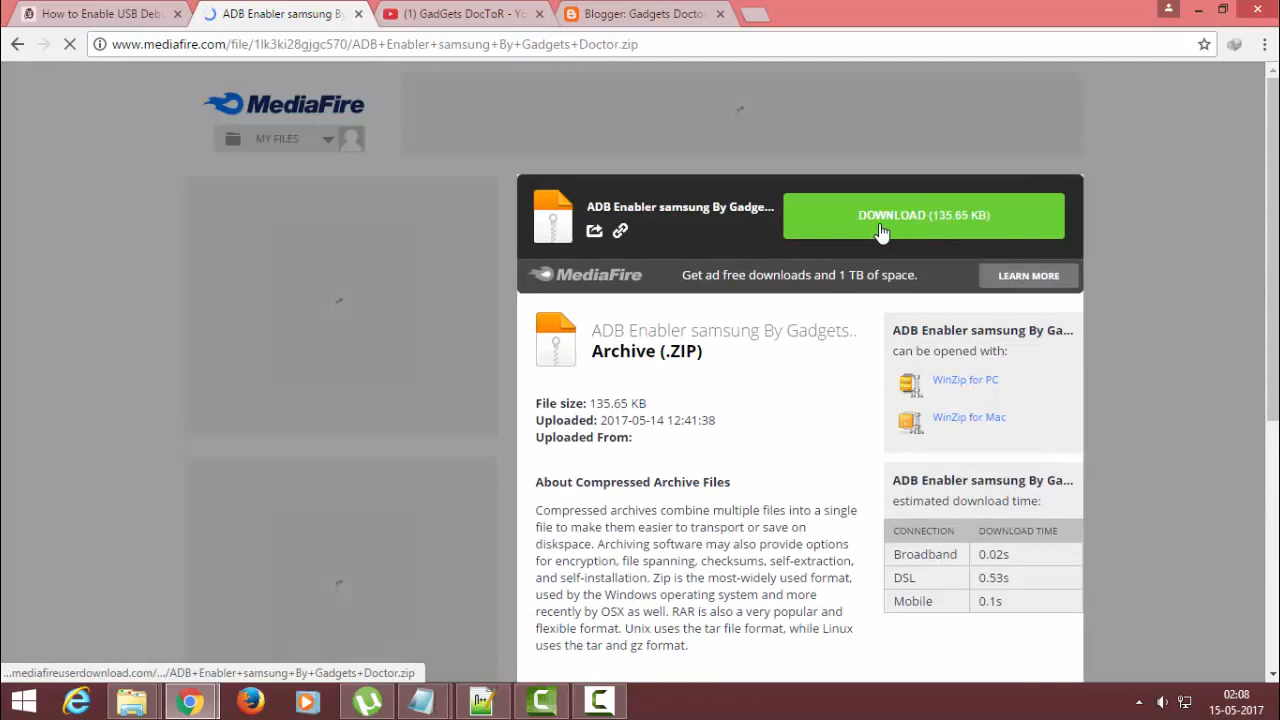 How to Enable USB Deb
ADB Enabler samsung By
(1) GadGets DocToR - Yo
Blogger: Gadgets Docto
www.mediafire.com/file/1lk3ki28gjgc570/ADB+Enabler+samsung+By+Gadgets+Doctor.zip
MediaFire
MY FILES
ADB Enabler samsung By Gadge...
DOWNLOAD (135.65 KB)
MediaFire
Get ad free downloads and 1 TB of space.
LEARN MORE
ADB Enabler samsung By Gadgets..
Archive (.ZIP)
File size: 135.65 KB
Uploaded: 2017-05-14 12:41:38
Uploaded From:
About Compressed Archive Files
Compressed archives combine multiple files into a single
file to make them easier to transport or save on
diskspace. Archiving software may also provide options
for encryption, file spanning, checksums, self-extraction,
and self-installation. Zip is the most-widely used format,
used by the Windows operating system and more
recently by OSX as well. RAR is also a very popular and
flexible format. Unix uses the tar file format, while Linux
uses the tar and gz format.
ADB Enabler samsung By Ga...
can be opened with:
WinZip for PC
WinZip for Mac
ADB Enabler samsung By Ga...
estimated download time:
CONNECTION DOWNLOAD TIME
Broadband 0.02s
DSL 0.53s
Mobile 0.1s
...mediafireuserdownload.com/.../ADB+Enabler+samsung+By+Gadgets+Doctor.zip
02:08
15-05-2017